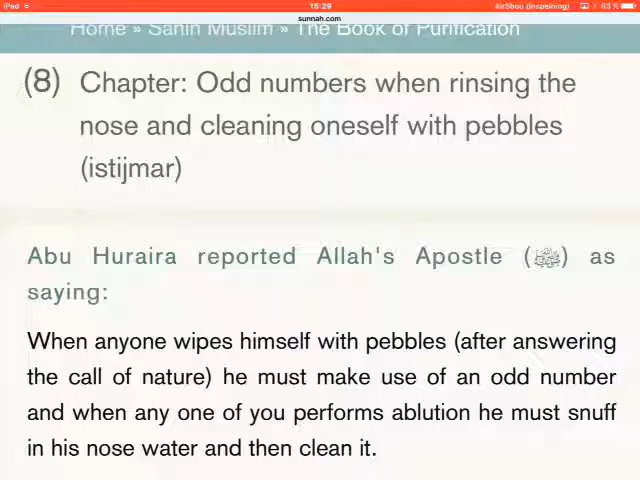 iPad 15:29 AirShou (Inspelning) 93 %
sunnah.com
Home » Sahih Muslim » The Book of Purification
(8) Chapter: Odd numbers when rinsing the
nose and cleaning oneself with pebbles
(istijmar)
Abu Huraira reported Allah's Apostle (ﷺ) as
saying:
When anyone wipes himself with pebbles (after answering
the call of nature) he must make use of an odd number
and when any one of you performs ablution he must snuff
in his nose water and then clean it.